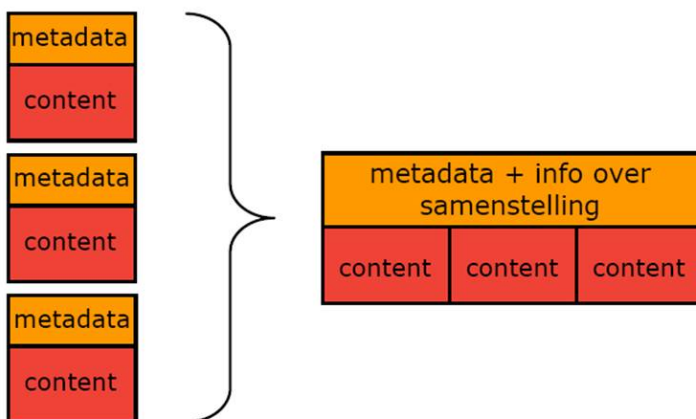 metadata
content
metadata
content
metadata
content
metadata + info over
samenstelling
content content content